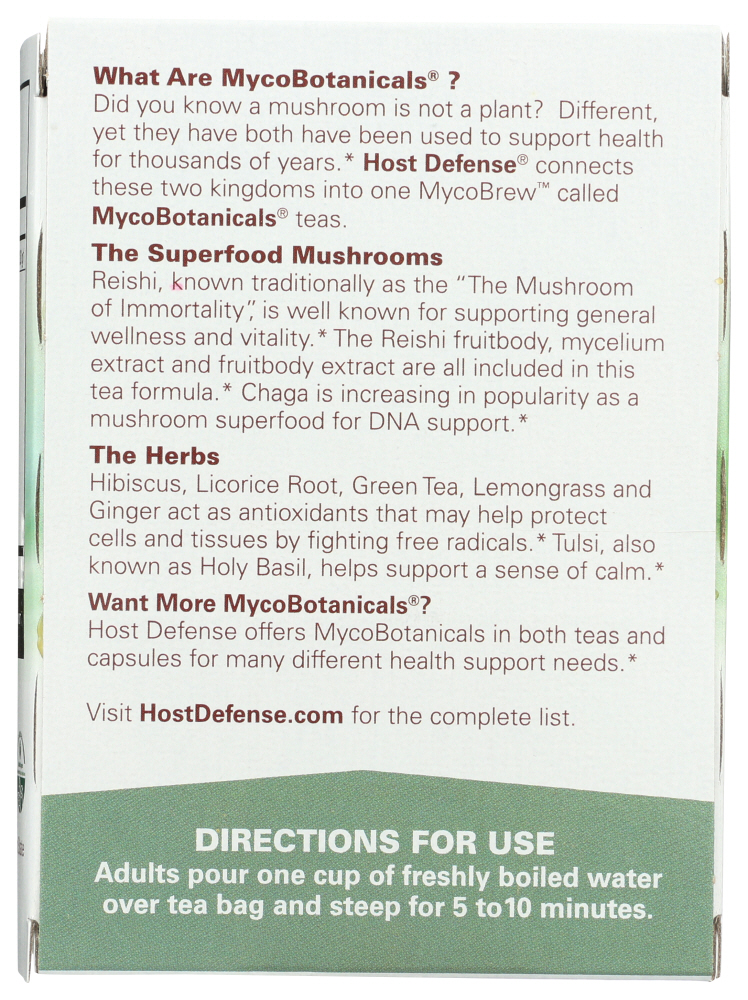 What Are MycoBotanicals® ?
Did you know a mushroom is not a plant? Different,
yet they have both have been used to support health
for thousands of years.* Host Defense® connects
these two kingdoms into one MycoBrew™ called
MycoBotanicals® teas.
The Superfood Mushrooms
Reishi, known traditionally as the “The Mushroom
of Immortality”, is well known for supporting general
wellness and vitality.* The Reishi fruitbody, mycelium
extract and fruitbody extract are all included in this
tea formula.* Chaga is increasing in popularity as a
mushroom superfood for DNA support.*
The Herbs
Hibiscus, Licorice Root, Green Tea, Lemongrass and
Ginger act as antioxidants that may help protect
cells and tissues by fighting free radicals.* Tulsi, also
known as Holy Basil, helps support a sense of calm.*
Want More MycoBotanicals®?
Host Defense offers MycoBotanicals in both teas and
capsules for many different health support needs.*
Visit HostDefense.com for the complete list.
DIRECTIONS FOR USE
Adults pour one cup of freshly boiled water
over tea bag and steep for 5 to10 minutes.